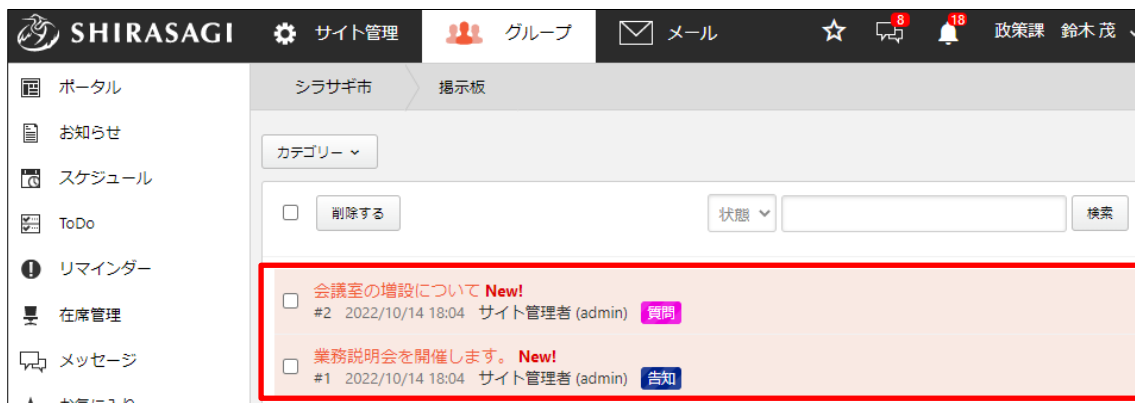 SHIRASAGI サイト管理 グループ メール 8 18 政策課 鈴木 茂
ポータル
お知らせ
スケジュール
ToDo
リマインダー
在席管理
メッセージ
シラサギ市 掲示板
カテゴリー
削除する 状態 検索
会議室の増設について New!
#2 2022/10/14 18:04 サイト管理者 (admin) 質問
業務説明会を開催します。 New!
#1 2022/10/14 18:04 サイト管理者 (admin) 告知